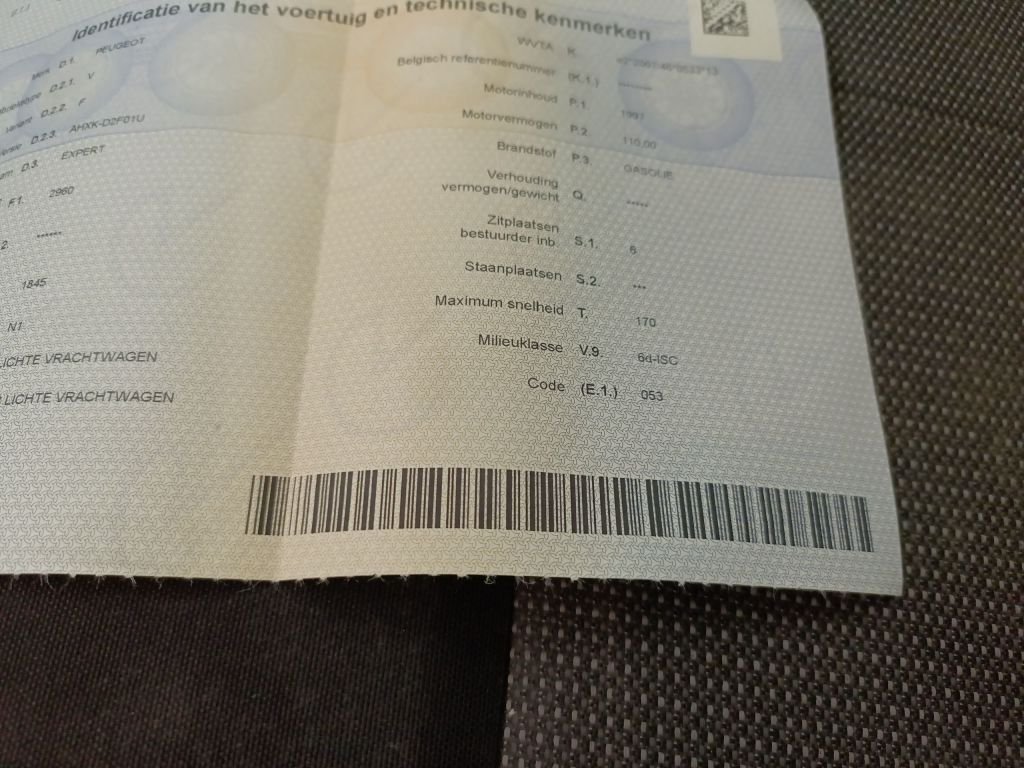 Identificatie van het voertuig en technische kenmerken
Merk D.1. PEUGEOT
D.2.1. V
Variant D.2.2. F
D.2.3. AHXK-D2F01U
D.3. EXPERT
F.1. 2960
2. ******
1845
N1
LICHTE VRACHTWAGEN
LICHTE VRACHTWAGEN
WVTA K.
Belgisch referentienummer (K.1.) --------
Motorinhoud P.1. 1997
Motorvermogen P.2. 110.00
Brandstof P.3. GASOLIE
Verhouding
vermogen/gewicht Q. *****
Zitplaatsen
bestuurder inb. S.1. 6
Staanplaatsen S.2. ***
Maximum snelheid T. 170
Milieuklasse V.9. 6d-ISC
Code (E.1.) 053